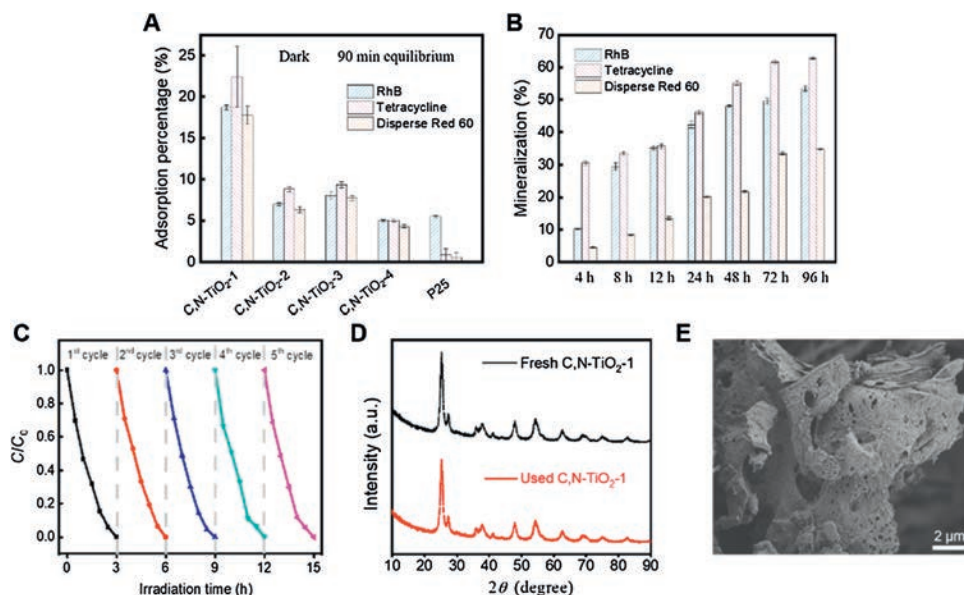 A
Adsorption percentage (%)
25
20
15
10
5
0
Dark 90 min equilibrium
RhB
Tetracycline
Disperse Red 60
C,N-TiO₂-1
C,N-TiO₂-2
C,N-TiO₂-3
C,N-TiO₂-4
P25
B
Mineralization (%)
70
60
50
40
30
20
10
0
RhB
Tetracycline
Disperse Red 60
4 h 8 h 12 h 24 h 48 h 72 h 96 h
C
1ˢᵗ cycle 2ⁿᵈ cycle 3ʳᵈ cycle 4ᵗʰ cycle 5ᵗʰ cycle
C/C₀
1.0
0.8
0.6
0.4
0.2
0.0
0 3 6 9 12 15
Irradiation time (h)
D
Intensity (a.u.)
Fresh C,N-TiO₂-1
Used C,N-TiO₂-1
10 20 30 40 50 60 70 80 90
2θ (degree)
E
2 µm